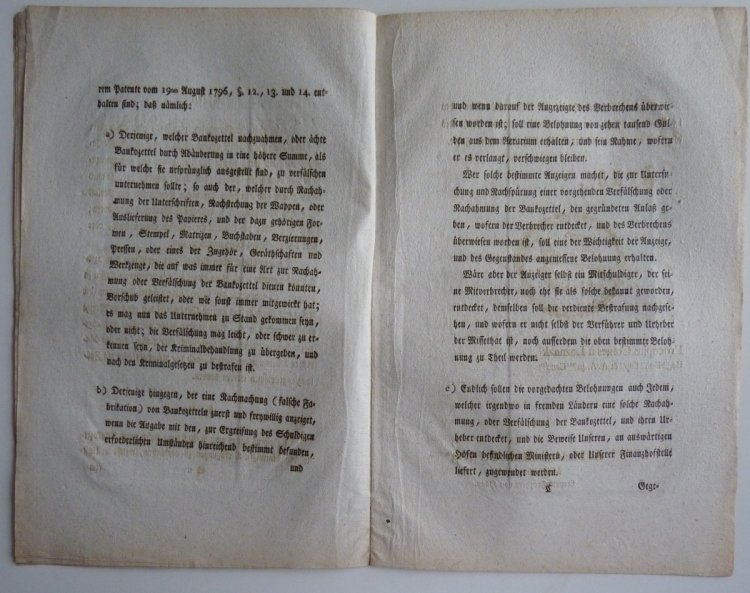 rem Patente vom 19ten August 1796, §. 12., 13. und 14. ent-
halten sind; daß nämlich:
a) Derjenige, welcher Bankozettel nachzuahmen, oder ächte
Bankozettel durch Abänderung in eine höhere Summe, als
für welche sie ursprünglich ausgestellt sind, zu verfälschen
unternehmen sollte; so auch der, welcher durch Nachah-
mung der Unterschriften, Nachstechung der Wappen, oder
Auslieferung des Papieres, und der dazu gehörigen For-
men, Stempel, Matrizen, Buchstaben, Verzierungen,
Pressen, oder eines der Zugehör, Geräthschaften und
Werkzeuge, die auf was immer für eine Art zur Nachah-
mung oder Verfälschung der Bankozettel dienen könnten,
Vorschub geleistet, oder wie sonst immer mitgewirkt hat;
es mag nun das Unternehmen zu Stand gekommen seyn,
oder nicht; die Verfälschung mag leicht, oder schwer zu er-
kennen seyn, der Kriminalbehandlung zu übergeben, und
nach den Kriminalgesetzen zu bestrafen ist.
b) Derjenige hingegen, der eine Nachmachung (falsche Fa-
brikation) von Bankozetteln zuerst und freywillig anzeiget,
wenn die Angabe mit den, zur Ergreifung des Schuldigen
erforderlichen Umständen hinreichend bestimmt befunden,
und
und wenn darauf der Angezeigte des Verbrechens überwie-
sen worden ist; soll eine Belohnung von zehen tausend Gul-
den aus dem Aerarium erhalten, und sein Nahme, wofern
er es verlangt, verschwiegen bleiben.
Wer solche bestimmte Anzeigen machet, die zur Untersu-
chung und Nachspürung einer vorgehenden Verfälschung oder
Nachahmung der Bankozettel, den gegründeten Anlaß ge-
ben, wofern der Verbrecher entdeckt, und des Verbrechens
überwiesen worden ist, soll eine der Wichtigkeit der Anzeige,
und des Gegenstandes angemessene Belohnung erhalten.
Wäre aber der Anzeiger selbst ein Mitschuldiger, der sei-
ne Mitverbrecher, noch ehe sie als solche bekannt geworden,
entdecket, demselben soll die verdiente Bestrafung nachgese-
hen, und wofern er nicht selbst der Verführer und Urheber
der Missethat ist, noch ausserdem die oben bestimmte Beloh-
nung zu Theil werden.
c) Endlich sollen die vorgedachten Belohnungen auch Jedem,
welcher irgendwo in fremden Ländern eine solche Nachah-
mung, oder Verfälschung der Bankozettel, und ihren Ur-
heber entdecket, und die Beweise Unseren, an auswärtigen
Höfen befindlichen Ministern, oder Unserer Finanzhofstelle
liefert, zugewendet werden.
Gege-